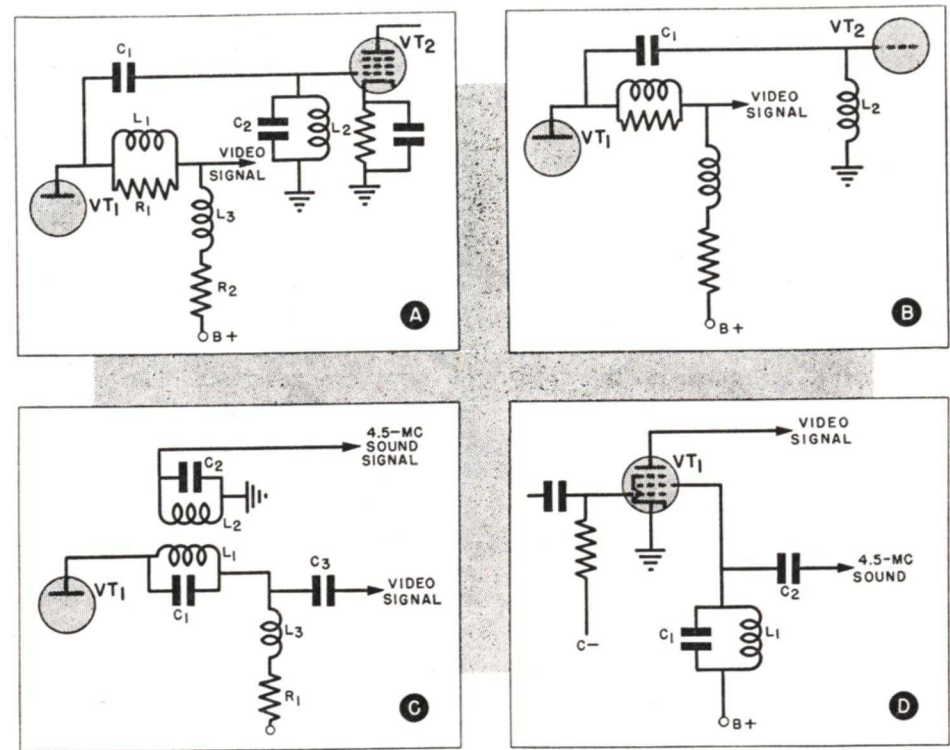 C1
VT2
L1
C2
L2
VIDEO
SIGNAL
VT1
R1
L3
R2
B+
A
C1
VT2
VIDEO
SIGNAL
VT1
L2
B+
B
4.5-MC
SOUND
SIGNAL
C2
L2
L1
VT1
C1
C3
VIDEO
SIGNAL
L3
R1
C
VIDEO
SIGNAL
VT1
4.5-MC
SOUND
C2
C1
L1
C-
B+
D